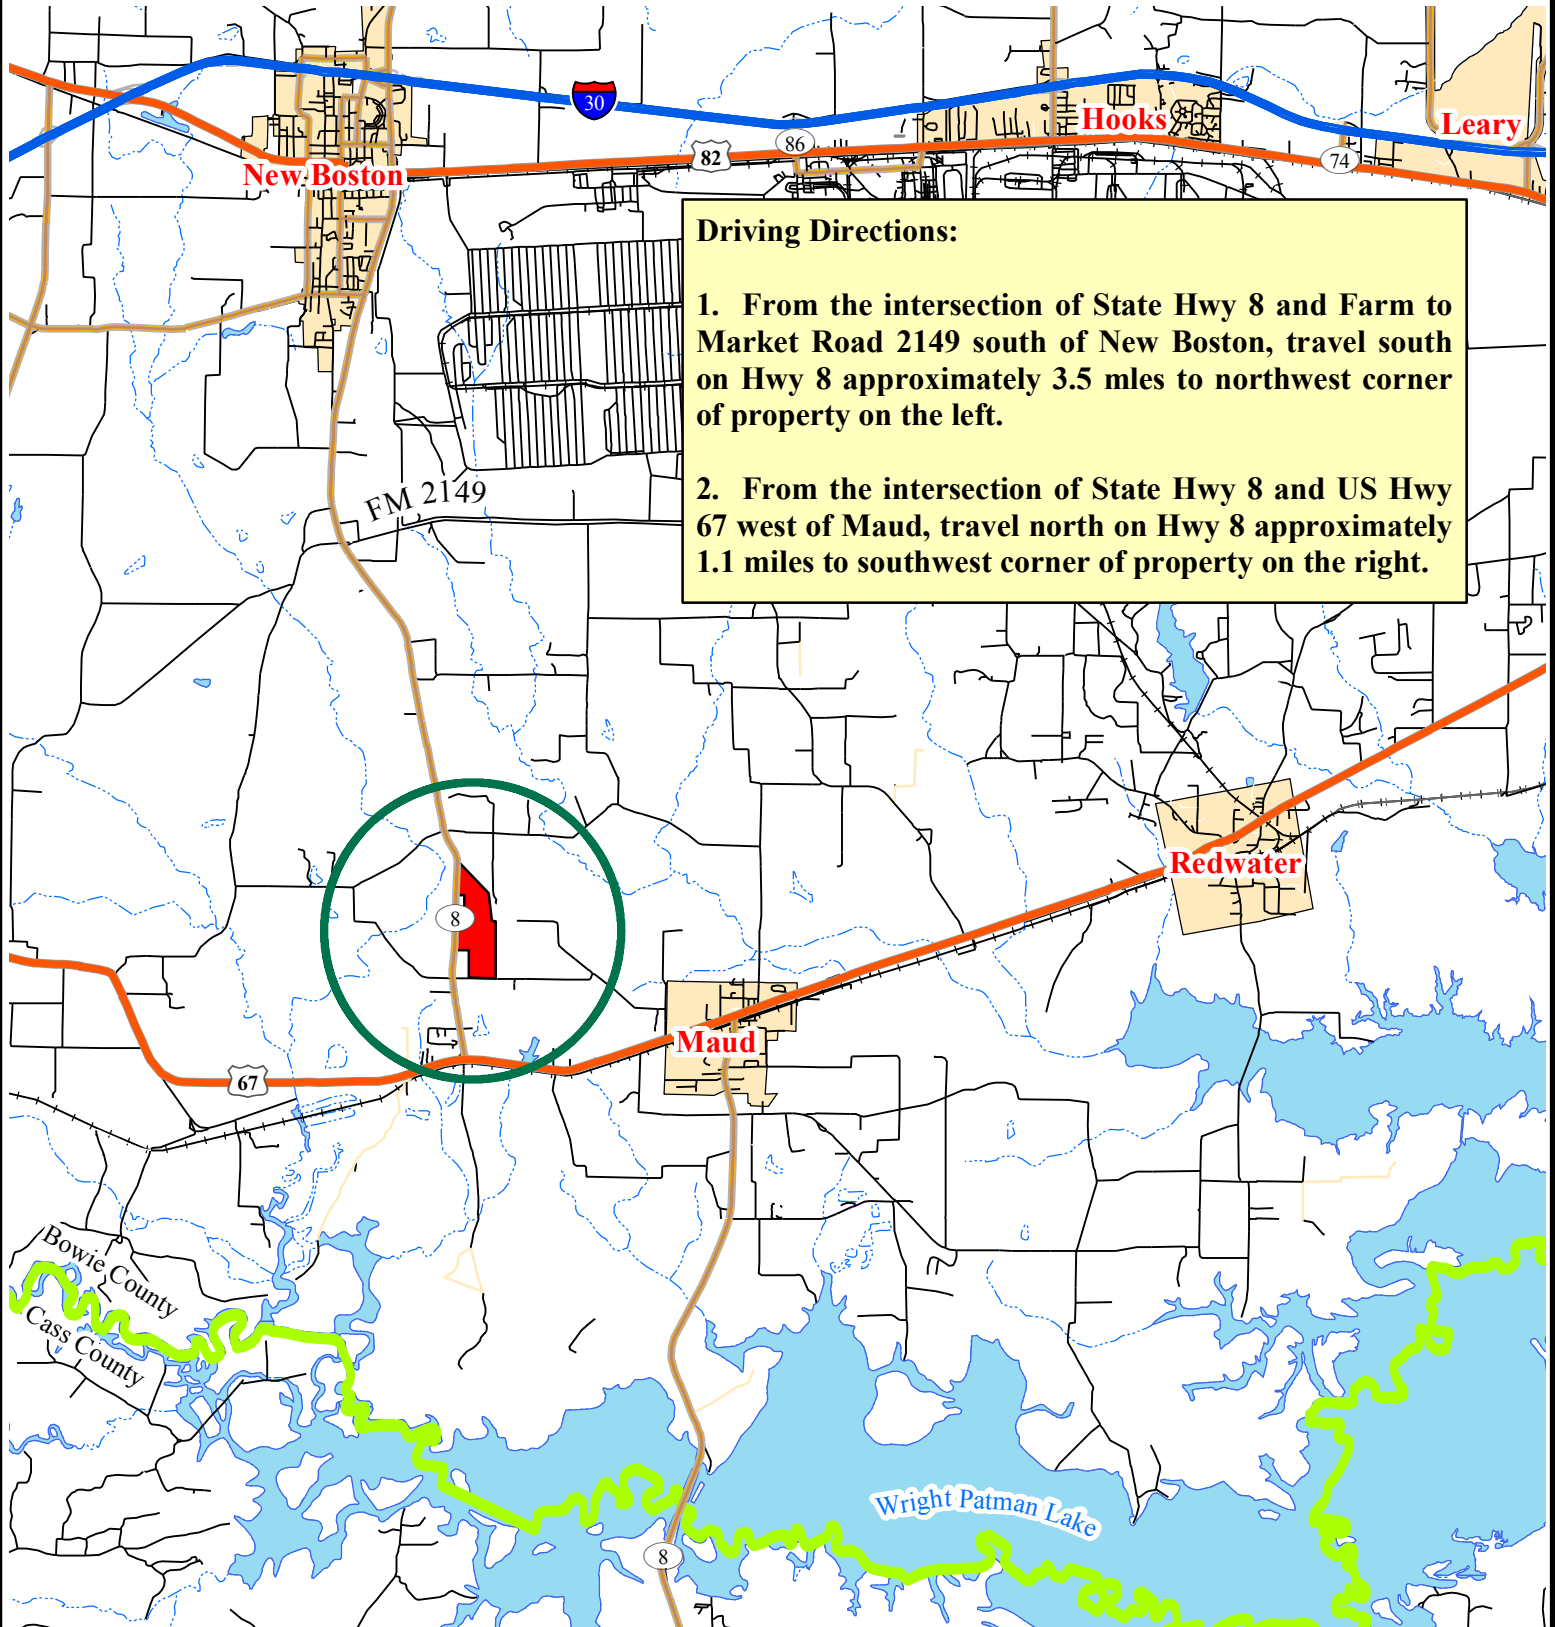 30
86
Hooks
Leary
82
74
New Boston
Driving Directions:
1. From the intersection of State Hwy 8 and Farm to
Market Road 2149 south of New Boston, travel south
on Hwy 8 approximately 3.5 mles to northwest corner
of property on the left.
2. From the intersection of State Hwy 8 and US Hwy
67 west of Maud, travel north on Hwy 8 approximately
1.1 miles to southwest corner of property on the right.
FM 2149
Redwater
8
Maud
67
Bowie County
Cass County
Wright Patman Lake
8